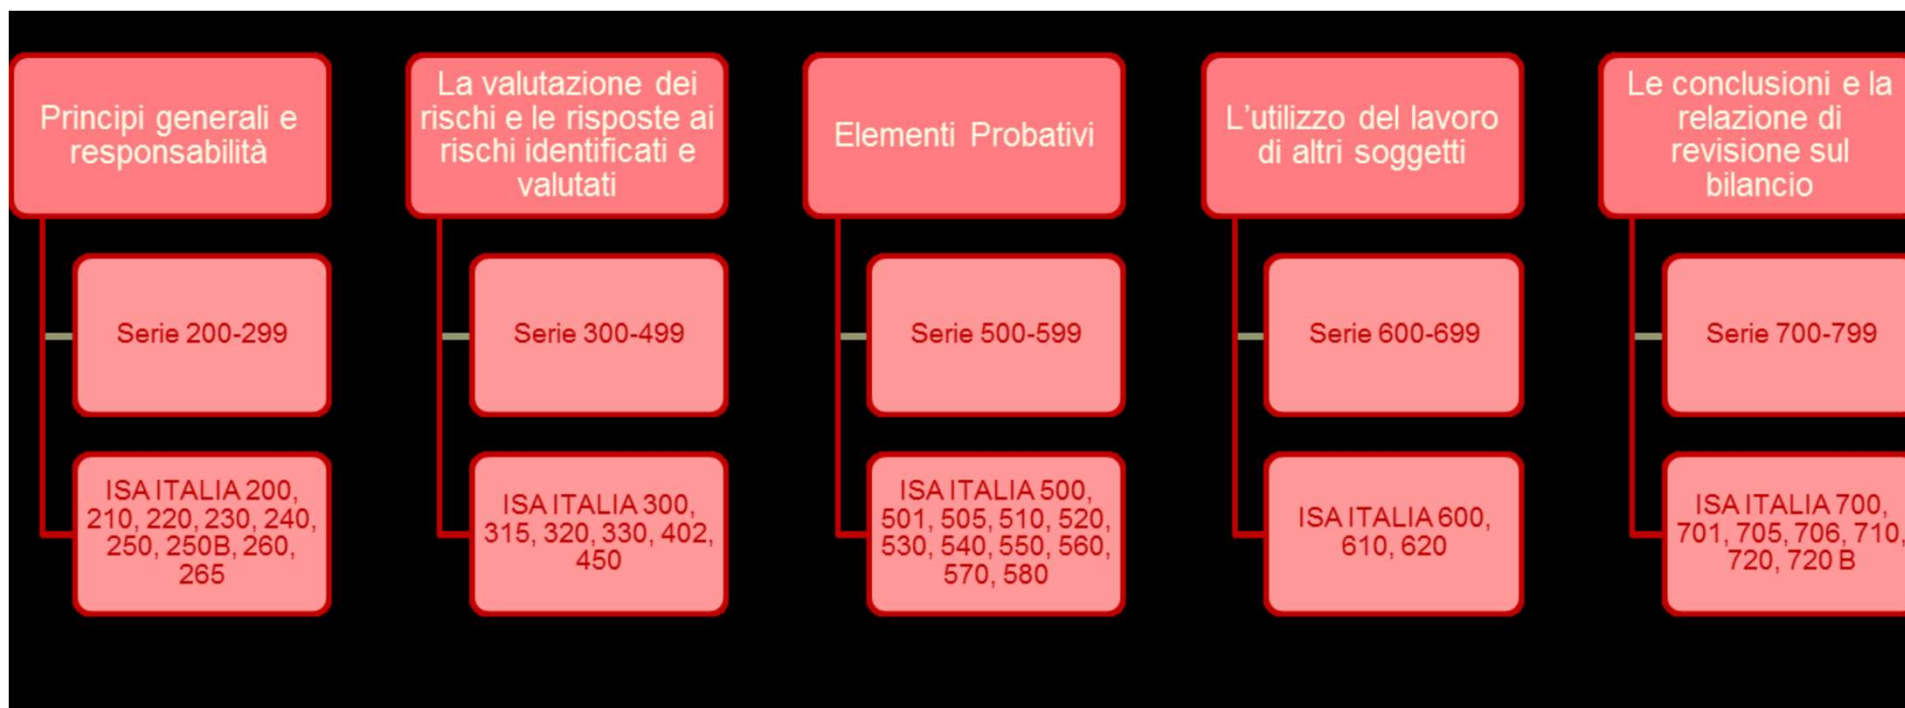 Principi generali e
responsabilità
Serie 200-299
ISA ITALIA 200,
210, 220, 230, 240,
250, 250B, 260,
265
La valutazione dei
rischi e le risposte ai
rischi identificati e
valutati
Serie 300-499
ISA ITALIA 300,
315, 320, 330, 402,
450
Elementi Probativi
Serie 500-599
ISA ITALIA 500,
501, 505, 510, 520,
530, 540, 550, 560,
570, 580
L'utilizzo del lavoro
di altri soggetti
Serie 600-699
ISA ITALIA 600,
610, 620
Le conclusioni e la
relazione di
revisione sul
bilancio
Serie 700-799
ISA ITALIA 700,
701, 705, 706, 710,
720, 720 B